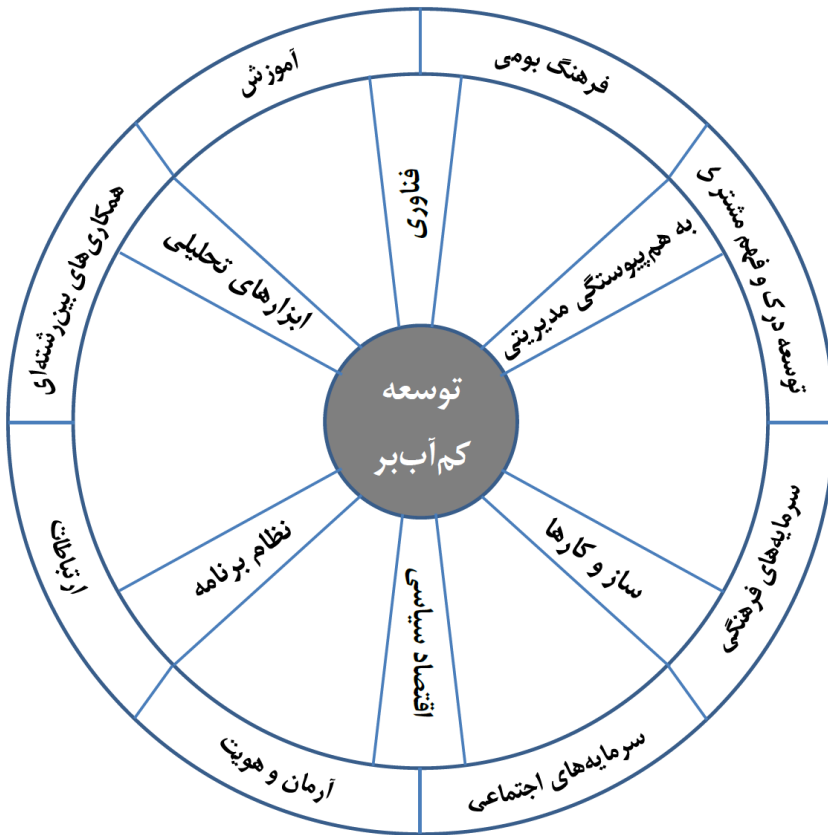 آموزش
فرهنگ بومی
توسعه درک و فهم مشتری
سرمایه‌های فرهنگی
سرمایه‌های اجتماعی
آرمان و هویت
ارتباطات
همکاری‌های بین‌رشته‌ای
فناوری
به هم‌پیوستگی مدیریتی
ساز و کارها
اقتصاد سیاسی
نظام برنامه
ابزارهای تحلیلی
توسعه
کم‌آب‌بر